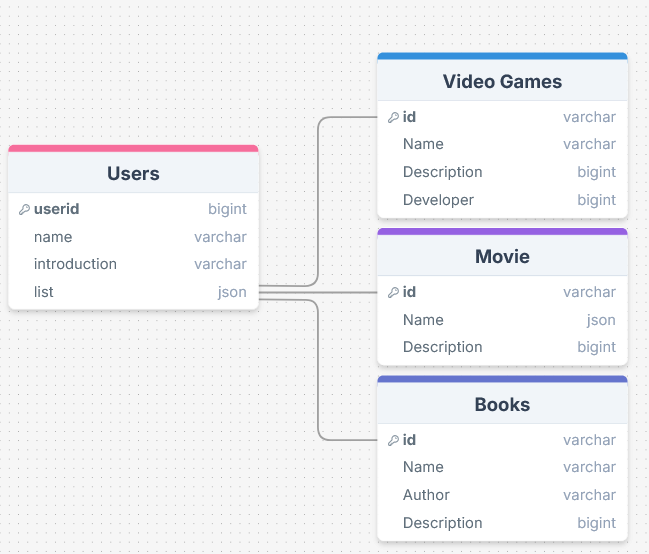 Users
userid bigint
name varchar
introduction varchar
list json
Video Games
id varchar
Name varchar
Description bigint
Developer bigint
Movie
id varchar
Name json
Description bigint
Books
id varchar
Name varchar
Author varchar
Description bigint